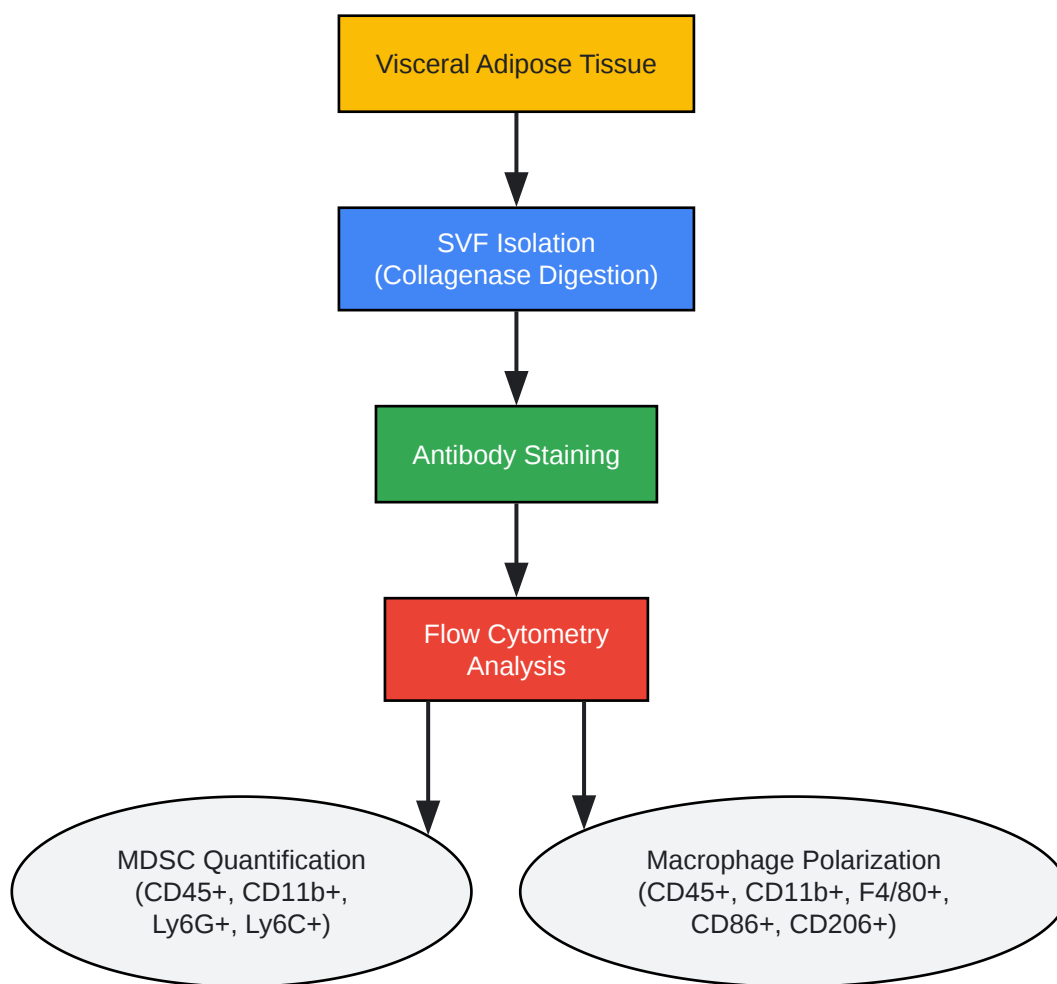 Visceral Adipose Tissue
SVF Isolation
(Collagenase Digestion)
Antibody Staining
Flow Cytometry
Analysis
MDSC Quantification
(CD45+, CD11b+,
Ly6G+, Ly6C+)
Macrophage Polarization
(CD45+, CD11b+, F4/80+,
CD86+, CD206+)